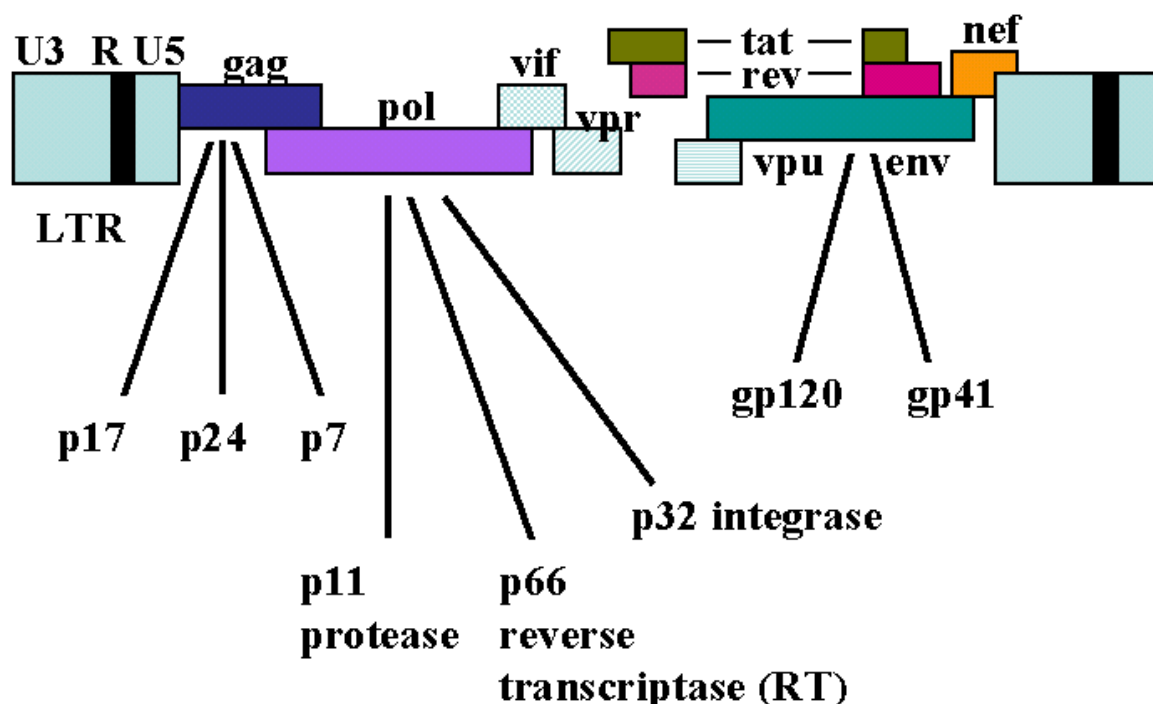 U3 R U5
gag
pol
vif
vpr
tat
rev
nef
vpu
env
LTR
p17
p24
p7
gp120
gp41
p32 integrase
p11
protease
p66
reverse
transcriptase (RT)